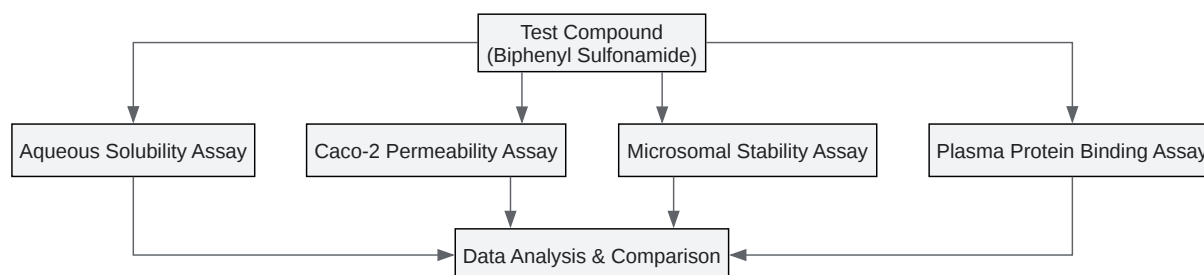 Test Compound
(Biphenyl Sulfonamide)
Aqueous Solubility Assay
Caco-2 Permeability Assay
Microsomal Stability Assay
Plasma Protein Binding Assay
Data Analysis & Comparison